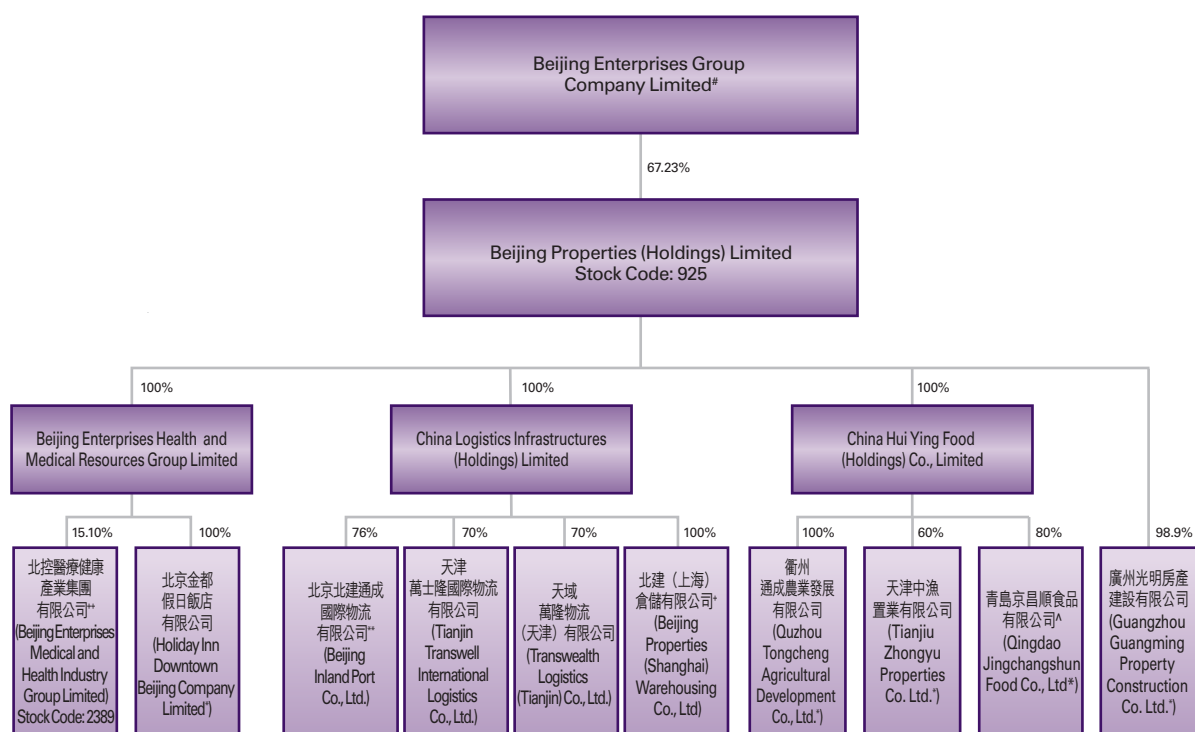 Beijing Enterprises Group
Company Limited#
67.23%
Beijing Properties (Holdings) Limited
Stock Code: 925
100%
100%
100%
Beijing Enterprises Health and
Medical Resources Group Limited
China Logistics Infrastructures
(Holdings) Limited
China Hui Ying Food
(Holdings) Co., Limited
15.10%
100%
76%
70%
70%
100%
100%
60%
80%
98.9%
北控醫療健康
產業集團
有限公司++
(Beijing Enterprises
Medical and
Health Industry
Group Limited)
Stock Code: 2389
北京金都
假日飯店
有限公司
(Holiday Inn
Downtown
Beijing Company
Limited*)
北京北建通成
國際物流
有限公司**
(Beijing
Inland Port
Co., Ltd.)
天津
萬士隆國際物流
有限公司
(Tianjin
Transwell
International
Logistics
Co., Ltd.)
天域
萬隆物流
（天津）有限公司
(Transwealth
Logistics
(Tianjin) Co., Ltd.)
北建（上海）
倉儲有限公司+
(Beijing
Properties
(Shanghai)
Warehousing
Co., Ltd)
衢州
通成農業發展
有限公司
(Quzhou
Tongcheng
Agricultural
Development
Co., Ltd.*)
天津中漁
置業有限公司
(Tianjiu
Zhongyu
Properties
Co. Ltd.*)
青島京昌順食品
有限公司^
(Qingdao
Jingchangshun
Food Co., Ltd*)
廣州光明房產
建設有限公司
(Guangzhou
Guangming
Property
Construction
Co. Ltd.*)